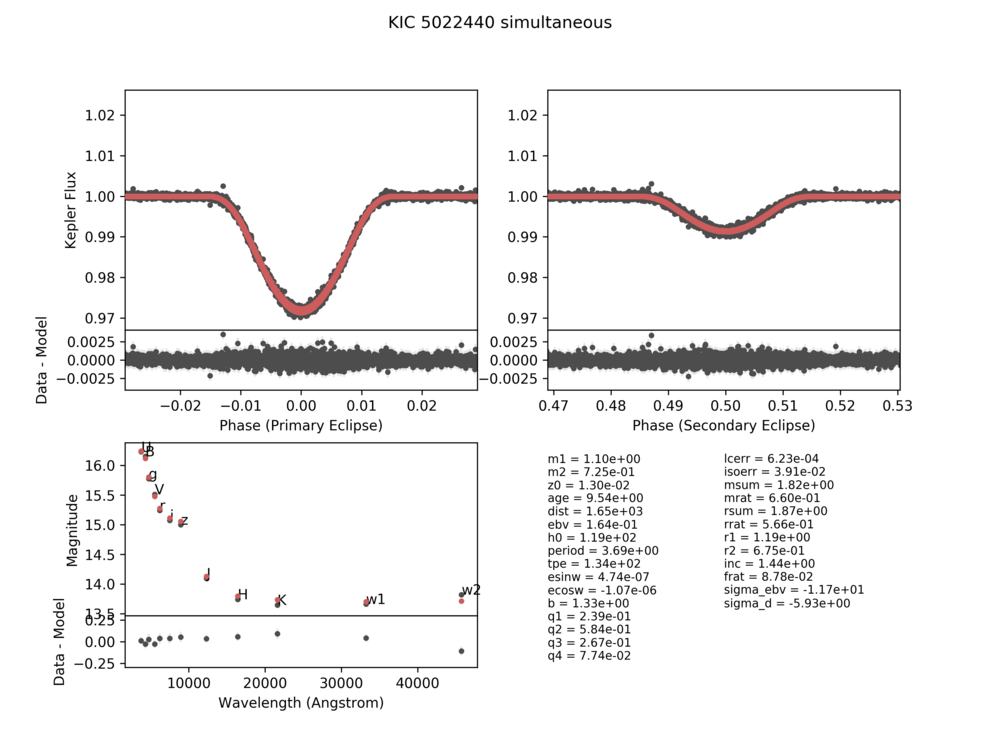 KIC 5022440 simultaneous
1.02
1.01
1.00
0.99
0.98
0.97
Kepler Flux
1.02
1.01
1.00
0.99
0.98
0.97
0.0025
0.0000
−0.0025
Data - Model
0.0025
0.0000
−0.0025
−0.02 −0.01 0.00 0.01 0.02
Phase (Primary Eclipse)
0.47 0.48 0.49 0.50 0.51 0.52 0.53
Phase (Secondary Eclipse)
16.0
15.5
15.0
14.5
14.0
13.5
Magnitude
U
B
g
V
r
i
z
J
H
K
w1
w2
0.25
0.00
−0.25
Data - Model
10000 20000 30000 40000
Wavelength (Angstrom)
m1 = 1.10e+00
m2 = 7.25e-01
z0 = 1.30e-02
age = 9.54e+00
dist = 1.65e+03
ebv = 1.64e-01
h0 = 1.19e+02
period = 3.69e+00
tpe = 1.34e+02
esinw = 4.74e-07
ecosw = -1.07e-06
b = 1.33e+00
q1 = 2.39e-01
q2 = 5.84e-01
q3 = 2.67e-01
q4 = 7.74e-02
lcerr = 6.23e-04
isoerr = 3.91e-02
msum = 1.82e+00
mrat = 6.60e-01
rsum = 1.87e+00
rrat = 5.66e-01
r1 = 1.19e+00
r2 = 6.75e-01
inc = 1.44e+00
frat = 8.78e-02
sigma_ebv = -1.17e+01
sigma_d = -5.93e+00